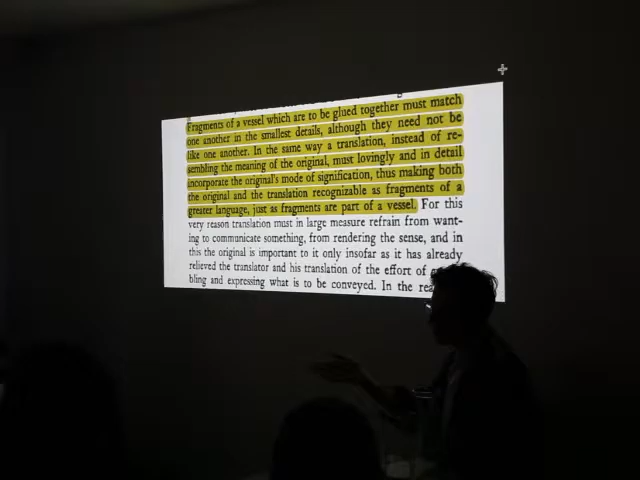 Fragments of a vessel which are to be glued together must match
one another in the smallest details, although they need not be
like one another. In the same way a translation, instead of re-
sembling the meaning of the original, must lovingly and in detail
incorporate the original's mode of signification, thus making both
the original and the translation recognizable as fragments of a
greater language, just as fragments are part of a vessel. For this
very reason translation must in large measure refrain from want-
ing to communicate something, from rendering the sense, and in
this the original is important to it only insofar as it has already
relieved the translator and his translation of the effort of
bling and expressing what is to be conveyed. In the